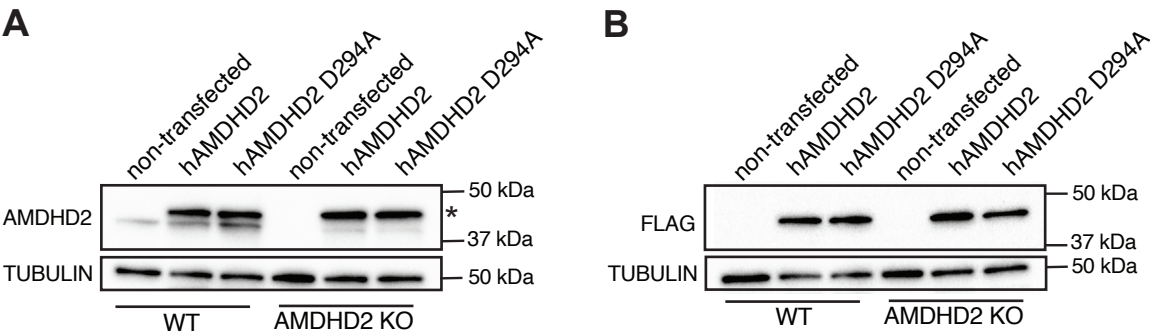 A
non-transfected
hAMDHD2
hAMDHD2 D294A
non-transfected
hAMDHD2
hAMDHD2 D294A
50 kDa
AMDHD2
*
37 kDa
TUBULIN
50 kDa
WT
AMDHD2 KO
B
non-transfected
hAMDHD2
hAMDHD2 D294A
non-transfected
hAMDHD2
hAMDHD2 D294A
50 kDa
FLAG
37 kDa
TUBULIN
50 kDa
WT
AMDHD2 KO